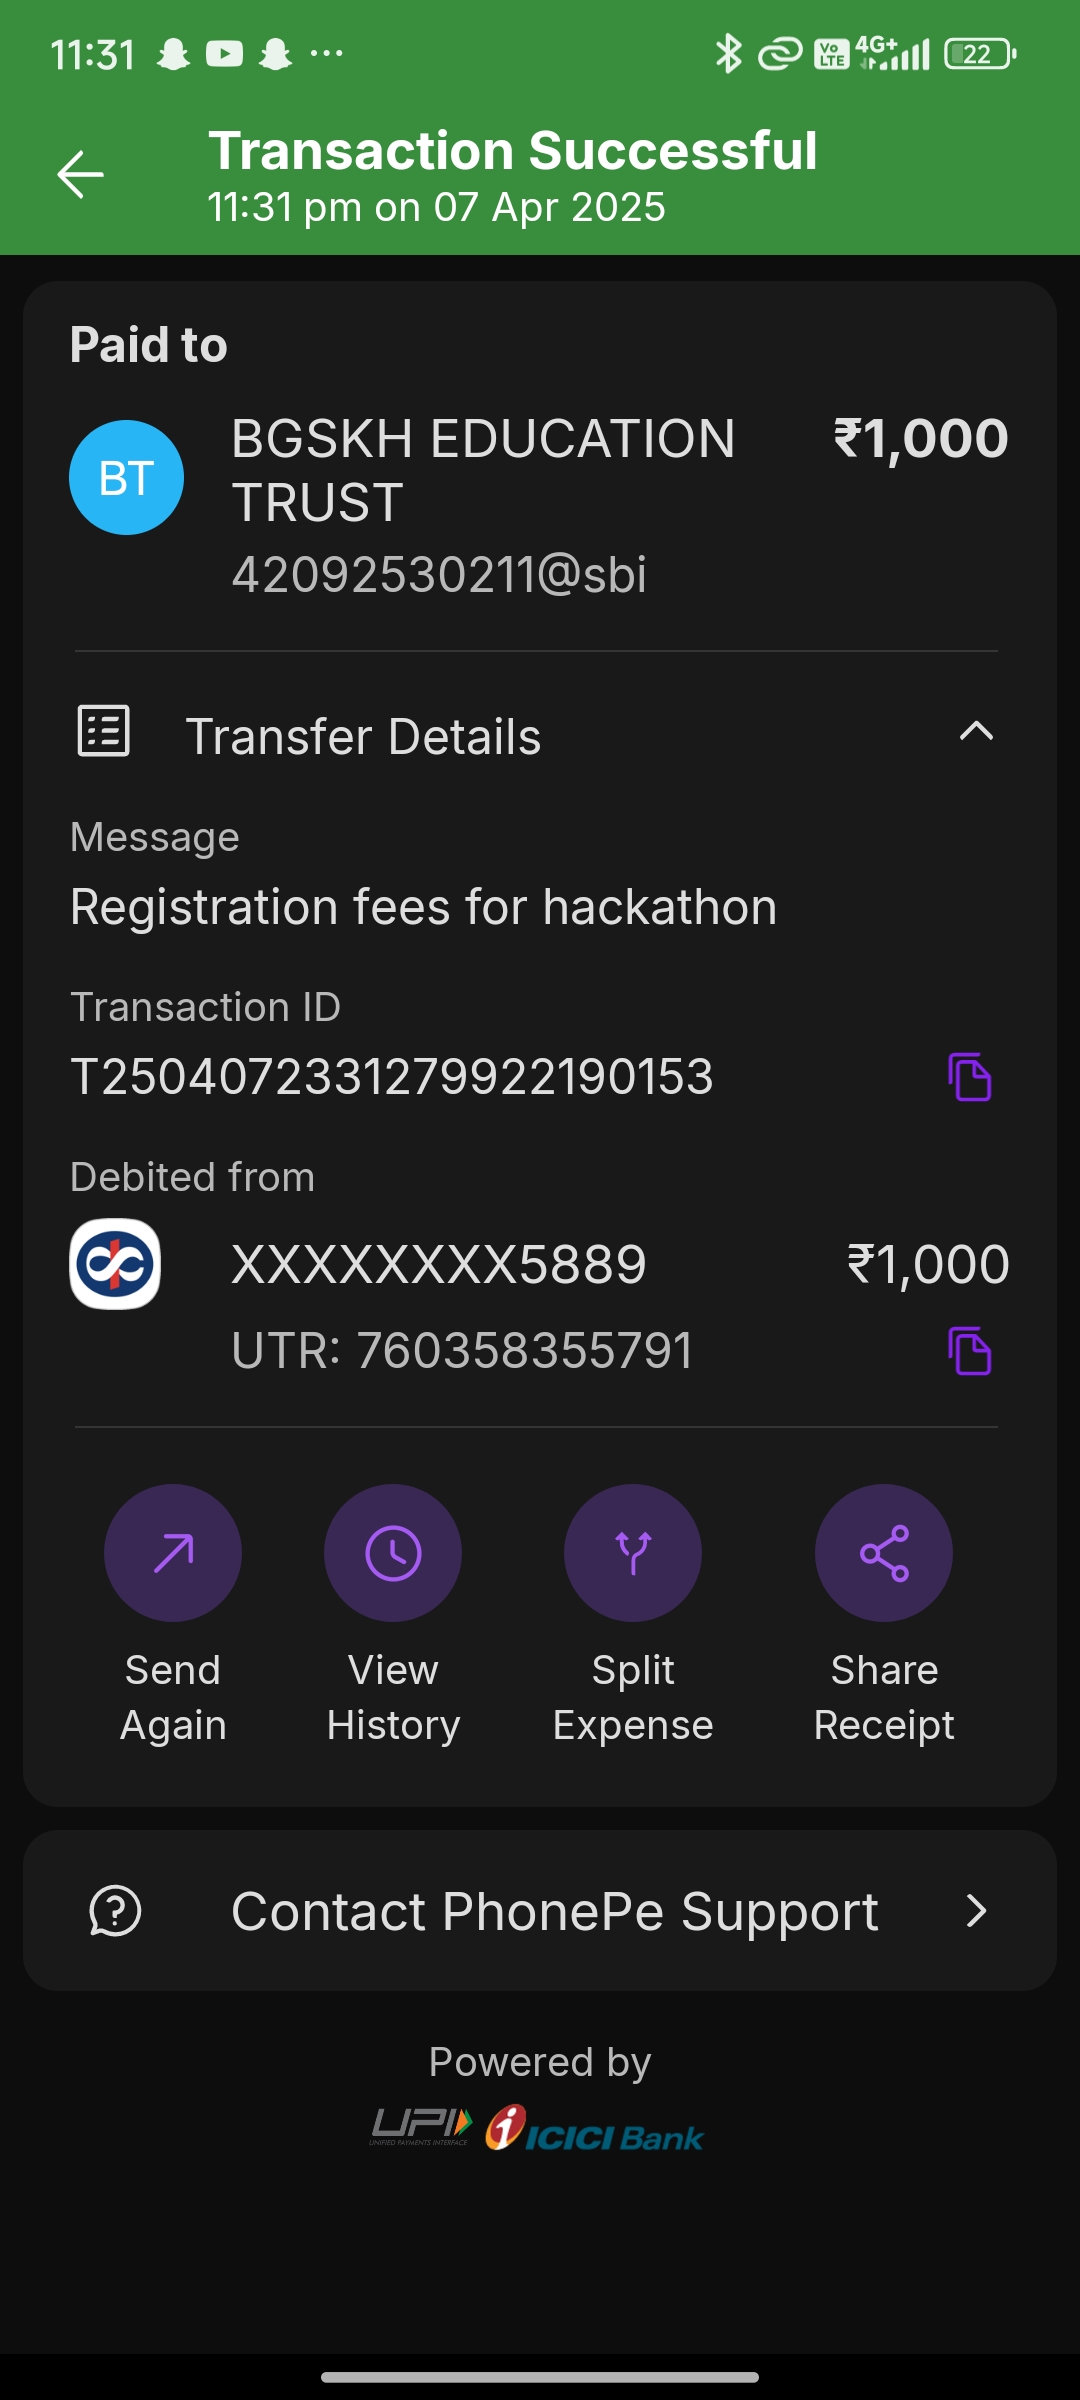 11:31
Vo LTE 4G+ 22
Transaction Successful
11:31 pm on 07 Apr 2025
Paid to
BT
BGSKH EDUCATION
₹1,000
TRUST
42092530211@sbi
Transfer Details
Message
Registration fees for hackathon
Transaction ID
T2504072331279922190153
Debited from
XXXXXXXX5889
₹1,000
UTR: 760358355791
Send Again
View History
Split Expense
Share Receipt
Contact PhonePe Support
Powered by
UPI
UNIFIED PAYMENTS INTERFACE
ICICI Bank